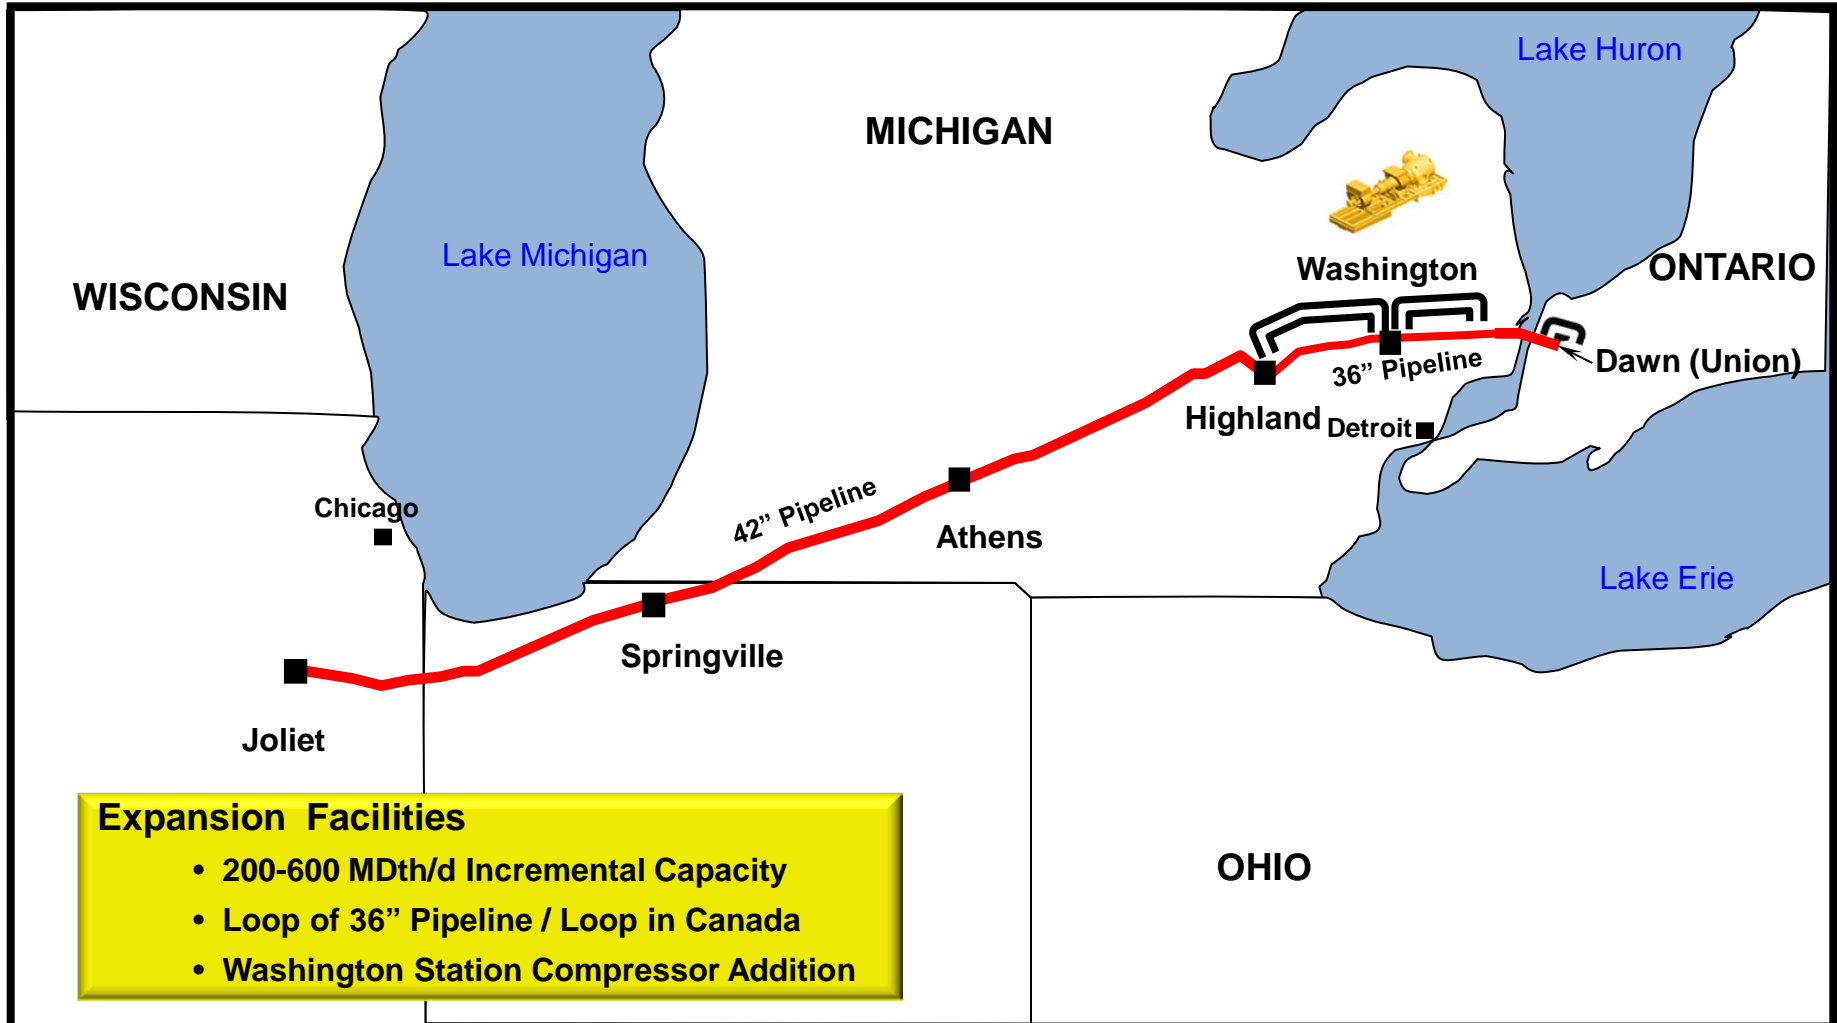 Lake Huron
MICHIGAN
Lake Michigan
Washington
ONTARIO
WISCONSIN
Dawn (Union)
36” Pipeline
Highland
Detroit
42” Pipeline
Chicago
Athens
Lake Erie
Springville
Joliet
Expansion Facilities
• 200-600 MDth/d Incremental Capacity
• Loop of 36” Pipeline / Loop in Canada
• Washington Station Compressor Addition
OHIO